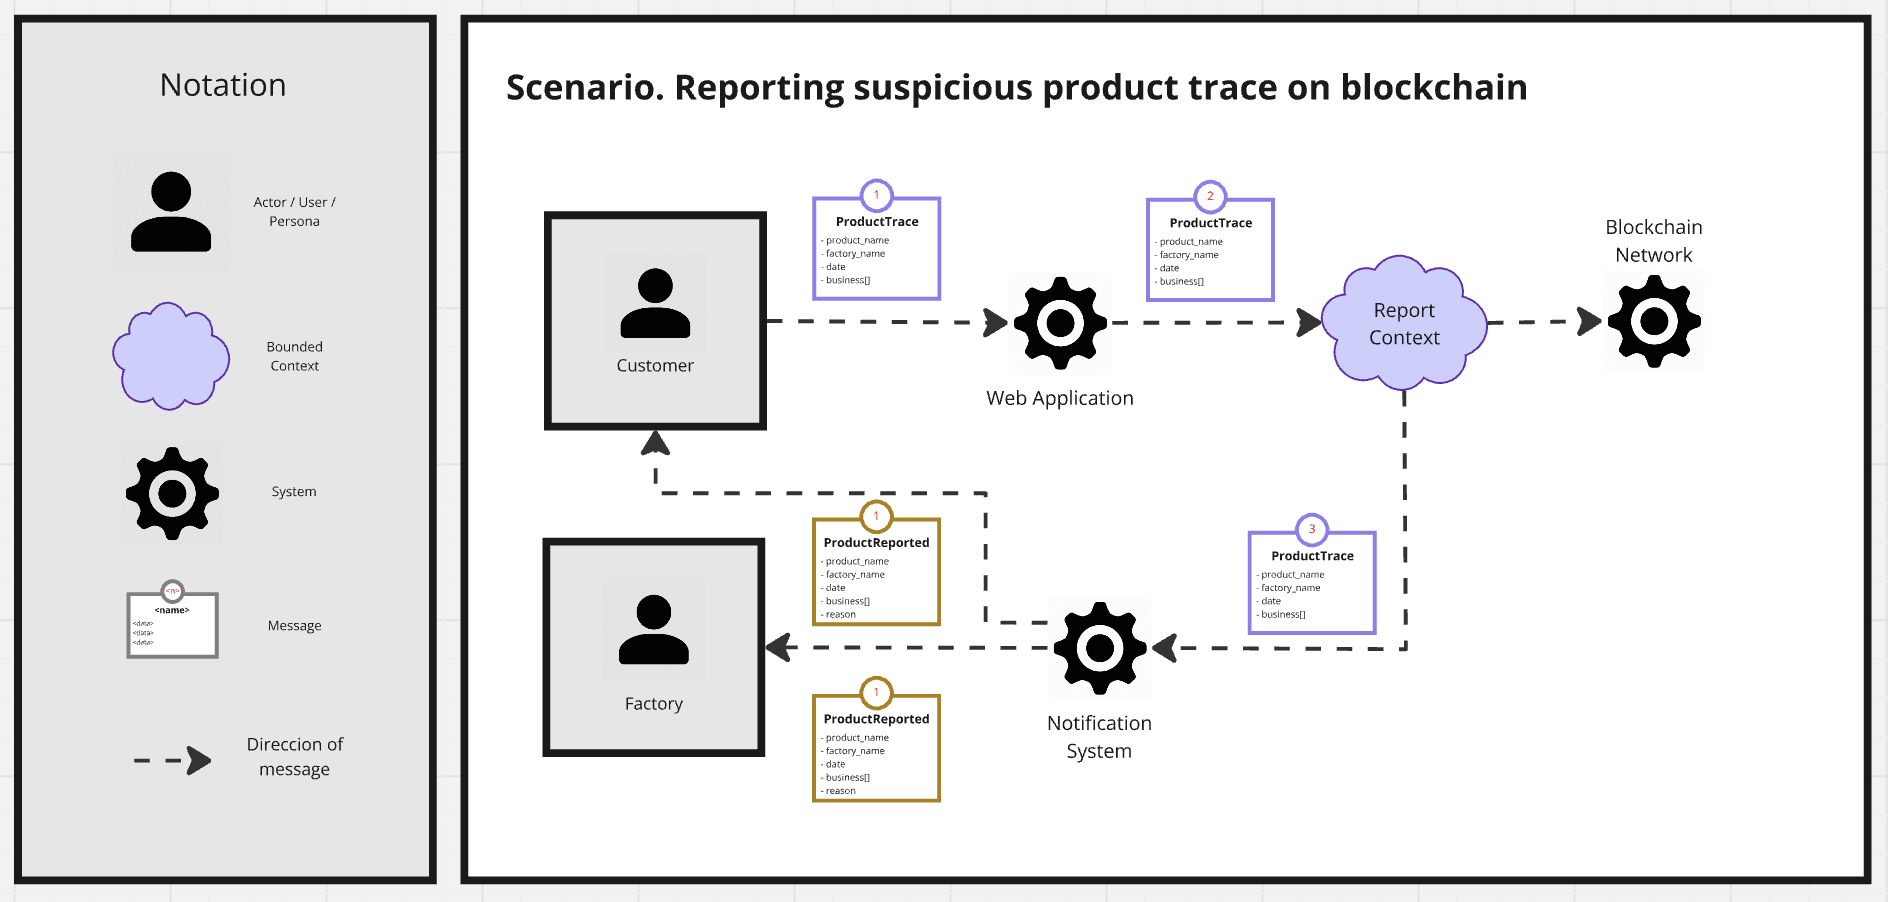 Notation
Actor / User /
Persona
Bounded
Context
System
<n>
<name>
<data>
<data>
<data>
Message
Direccion of
message
Scenario. Reporting suspicious product trace on blockchain
1
ProductTrace
- product_name
- factory_name
- date
- business[]
2
ProductTrace
- product_name
- factory_name
- date
- business[]
Blockchain
Network
Customer
Web Application
Report
Context
1
ProductReported
- product_name
- factory_name
- date
- business[]
- reason
3
ProductTrace
- product_name
- factory_name
- date
- business[]
Factory
1
ProductReported
- product_name
- factory_name
- date
- business[]
- reason
Notification
System